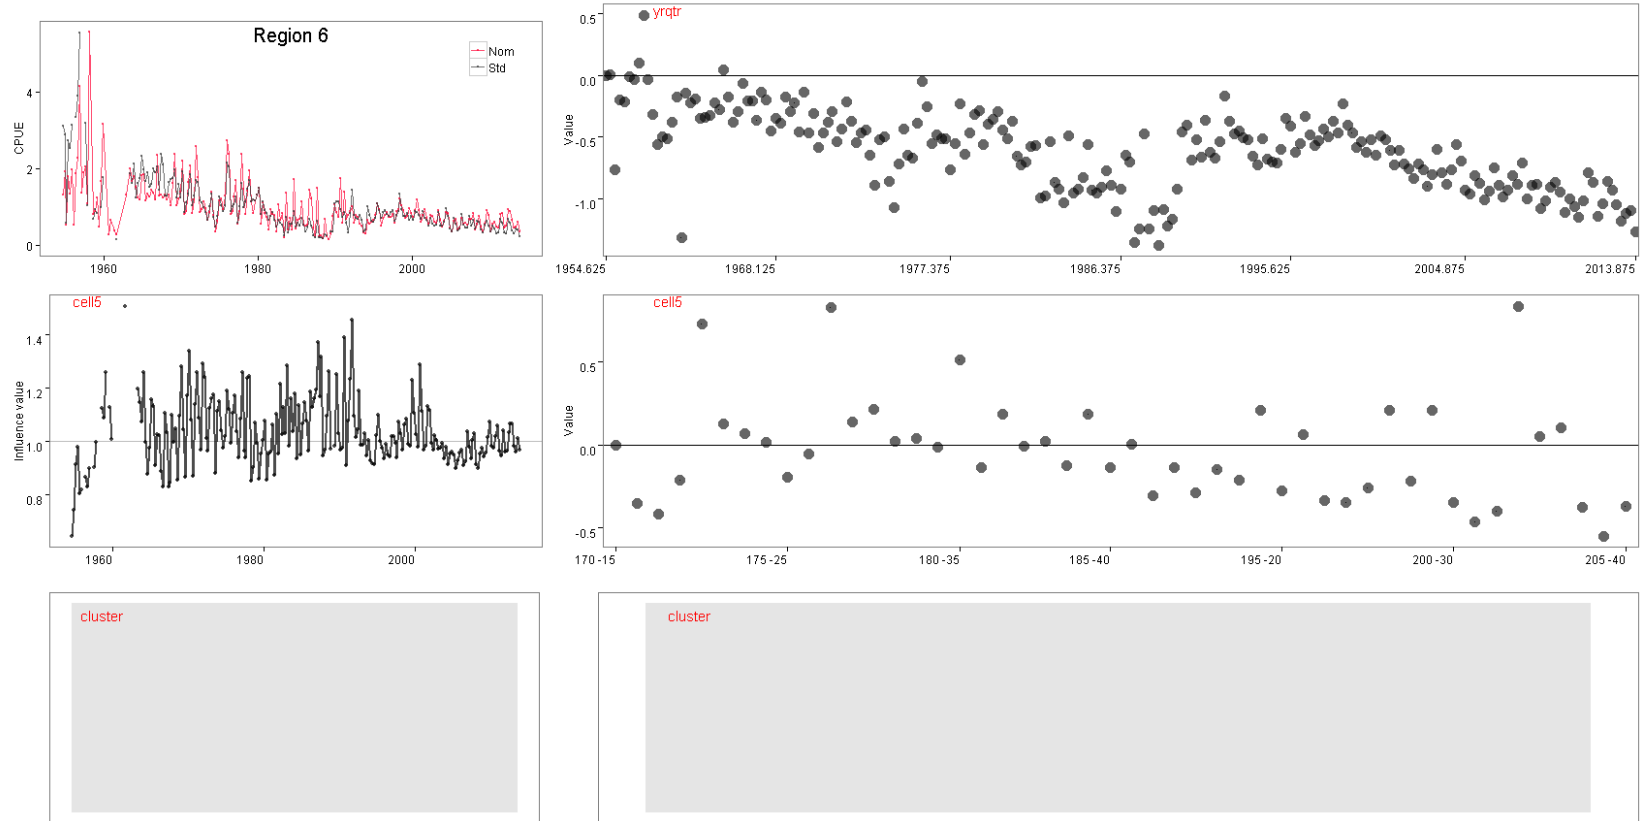 Region 6
Nom
Std
CPUE
4
2
0
1960
1980
2000
yrqtr
Value
0.5
0.0
-0.5
-1.0
1954.625
1968.125
1977.375
1986.375
1995.625
2004.875
2013.875
cell5
Influence value
1.4
1.2
1.0
0.8
1960
1980
2000
cell5
Value
0.5
0.0
-0.5
170-15
175-25
180-35
185-40
195-20
200-30
205-40
cluster
cluster